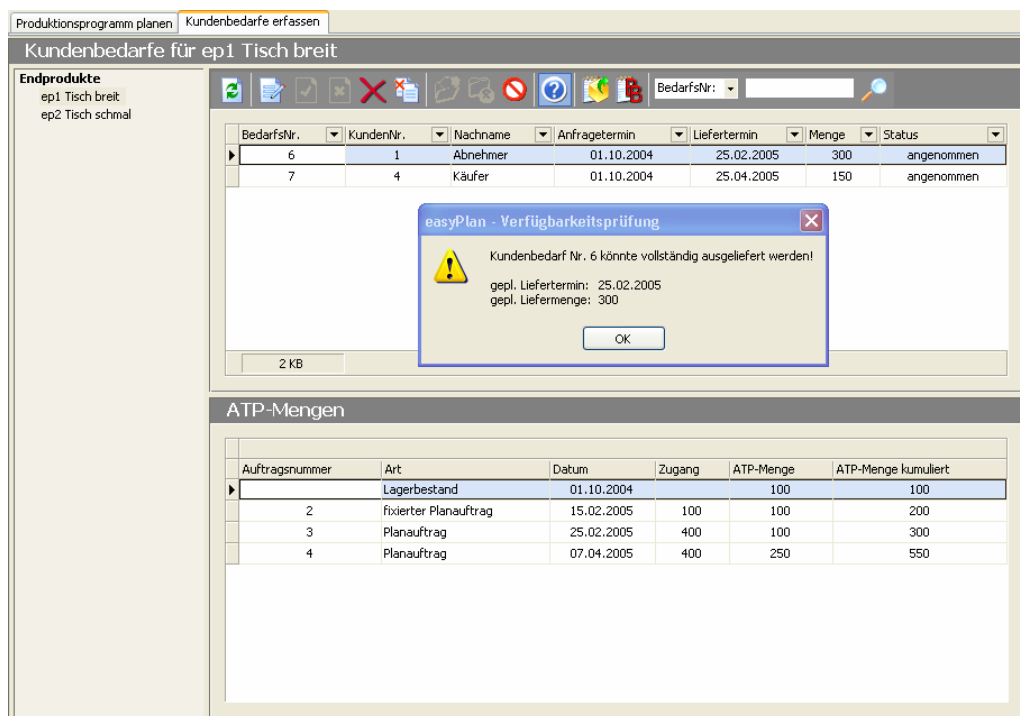 Produktionsprogramm planen Kundenbedarfe erfassen
Kundenbedarfe für ep1 Tisch breit
Endprodukte
ep1 Tisch breit
ep2 Tisch schmal
BedarfsNr:
BedarfsNr. KundenNr. Nachname Anfragetermin Liefertermin Menge Status
6 1 Abnehmer 01.10.2004 25.02.2005 300 angenommen
7 4 Käufer 01.10.2004 25.04.2005 150 angenommen
easyPlan - Verfügbarkeitsprüfung
Kundenbedarf Nr. 6 könnte vollständig ausgeliefert werden!
gepl. Liefertermin: 25.02.2005
gepl. Liefermenge: 300
OK
2 KB
ATP-Mengen
Auftragsnummer Art Datum Zugang ATP-Menge ATP-Menge kumuliert
Lagerbestand 01.10.2004 100 100
2 fixierter Planauftrag 15.02.2005 100 100 200
3 Planauftrag 25.02.2005 400 100 300
4 Planauftrag 07.04.2005 400 250 550